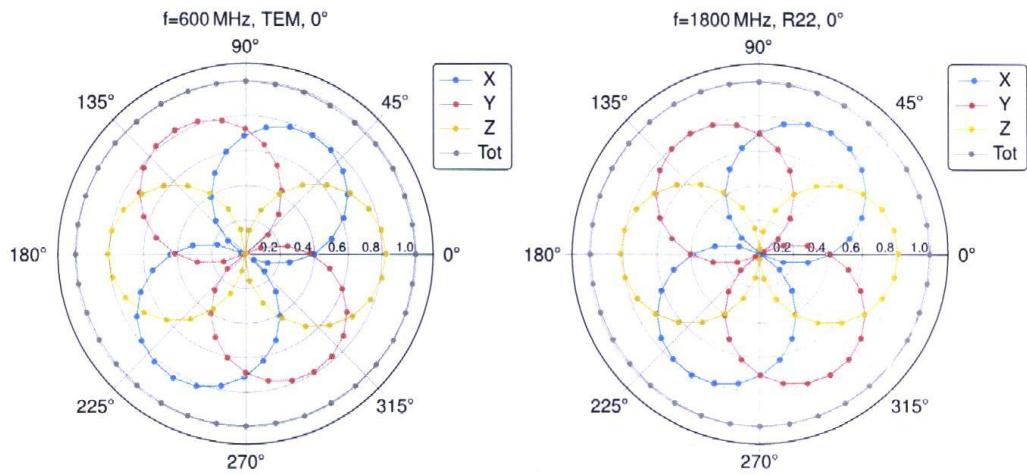 f=600 MHz, TEM, 0°
90°
135°
45°
X
Y
Z
Tot
180°
0.2 0.4 0.6 0.8 1.0
0°
225°
315°
270°
f=1800 MHz, R22, 0°
90°
135°
45°
X
Y
Z
Tot
180°
0.2 0.4 0.6 0.8 1.0
0°
225°
315°
270°